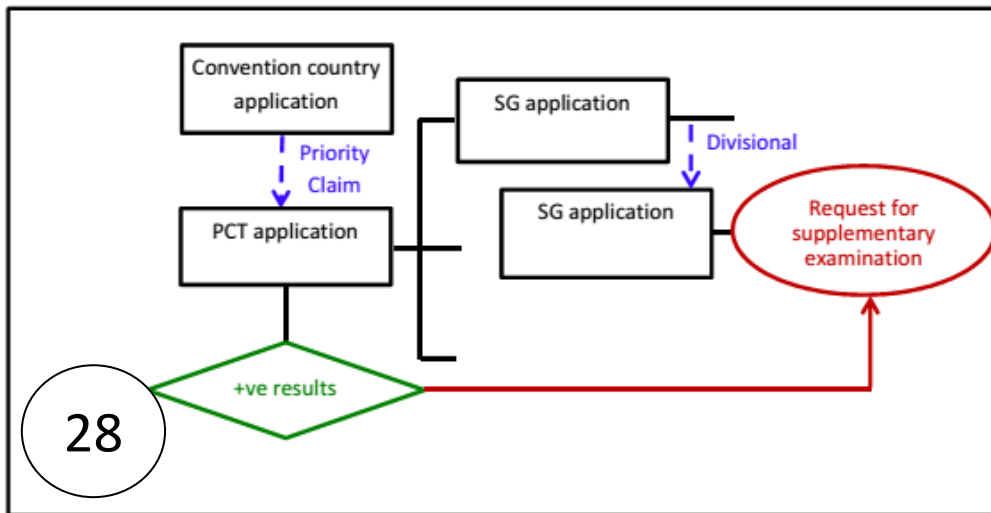 Convention country
application
Priority
Claim
PCT application
SG application
Divisional
SG application
Request for
supplementary
examination
+ve results
28